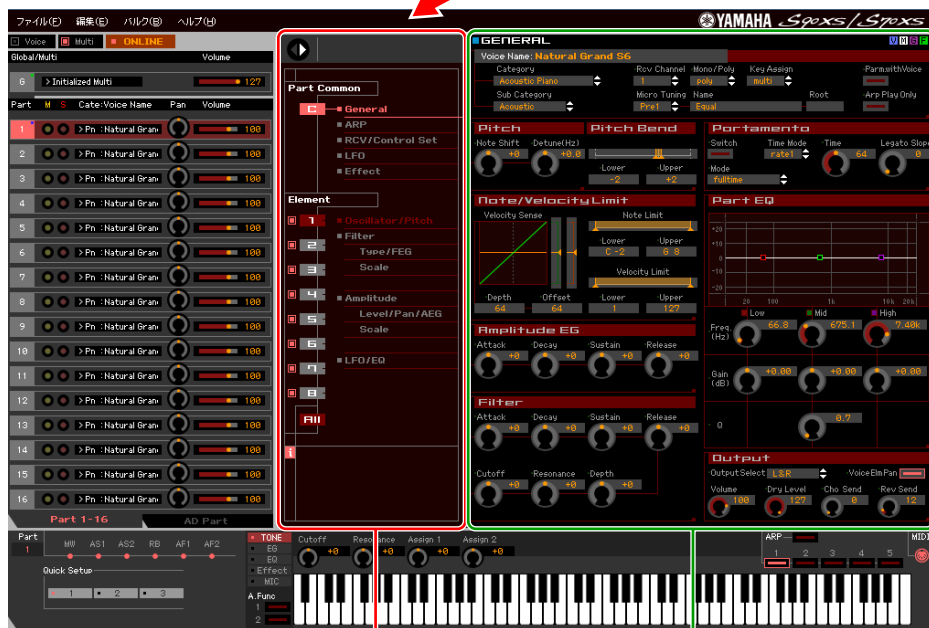 ファイル(F) 編集(E) バルク(B) ヘルプ(H) YAMAHA S90XS/S70XS
Voice Multi ONLINE
Global/Multi Volume
G >Initialized Multi 127
Part M S Cate:Voice Name Pan Volume
1 >Pn :Natural Gran 100
2 >Pn :Natural Gran 100
3 >Pn :Natural Gran 100
4 >Pn :Natural Gran 100
5 >Pn :Natural Gran 100
6 >Pn :Natural Gran 100
7 >Pn :Natural Gran 100
8 >Pn :Natural Gran 100
9 >Pn :Natural Gran 100
10 >Pn :Natural Gran 100
11 >Pn :Natural Gran 100
12 >Pn :Natural Gran 100
13 >Pn :Natural Gran 100
14 >Pn :Natural Gran 100
15 >Pn :Natural Gran 100
16 >Pn :Natural Gran 100
Part 1-16 AD Part
Part Common
C General
ARP
RCV/Control Set
LFO
Effect
Element
1 Oscillator/Pitch
2 Filter
Type/FEG
3 Scale
4 Amplitude
5 Level/Pan/AEG
Scale
6
7 LFO/EQ
8
All
i
GENERAL V M G F
Voice Name: Natural Grand S6
Category Rcv Channel Mono/Poly Key Assign ParmwithVoice
Acoustic Piano 1 poly multi
Sub Category Micro Tuning Name Root Arp Play Only
Acoustic Pre1 Equal
Pitch Pitch Bend Portamento
Note Shift Detune(Hz) Switch Time Mode Time Legato Slope
+0 +0.0 rate1 64 0
Lower Upper Mode
-2 +2 fulltime
Note/Velocity Limit Part EQ
Velocity Sense Note Limit
+20
+10
Lower Upper
C -2 G 8
0
-10
Velocity Limit
-20
Depth Offset Lower Upper 20 100 1k 10k 20k
64 64 1 127
Low Mid High
Freq. (Hz) 66.8 675.1 7.40k
Amplitude EG
Attack Decay Sustain Release
+0 +0 +0 +0
Gain (dB) +0.00 +0.00 +0.00
Filter
Attack Decay Sustain Release
+0 +0 +0 +0
Q 0.7
Output
Cutoff Resonance Depth
+0 +0 +0
OutputSelect L&R VoiceElmPan
Volume Dry Level Cho Send Rev Send
100 127 0 12
Part 1 MW AS1 AS2 RB AF1 AF2
Quick Setup
1 2 3
TONE
EG
EQ
Effect
MIC
A.Func
1
2
Cutoff Resonance Assign 1 Assign 2
+0 +0 +0 +0
ARP MIDI
1 2 3 4 5